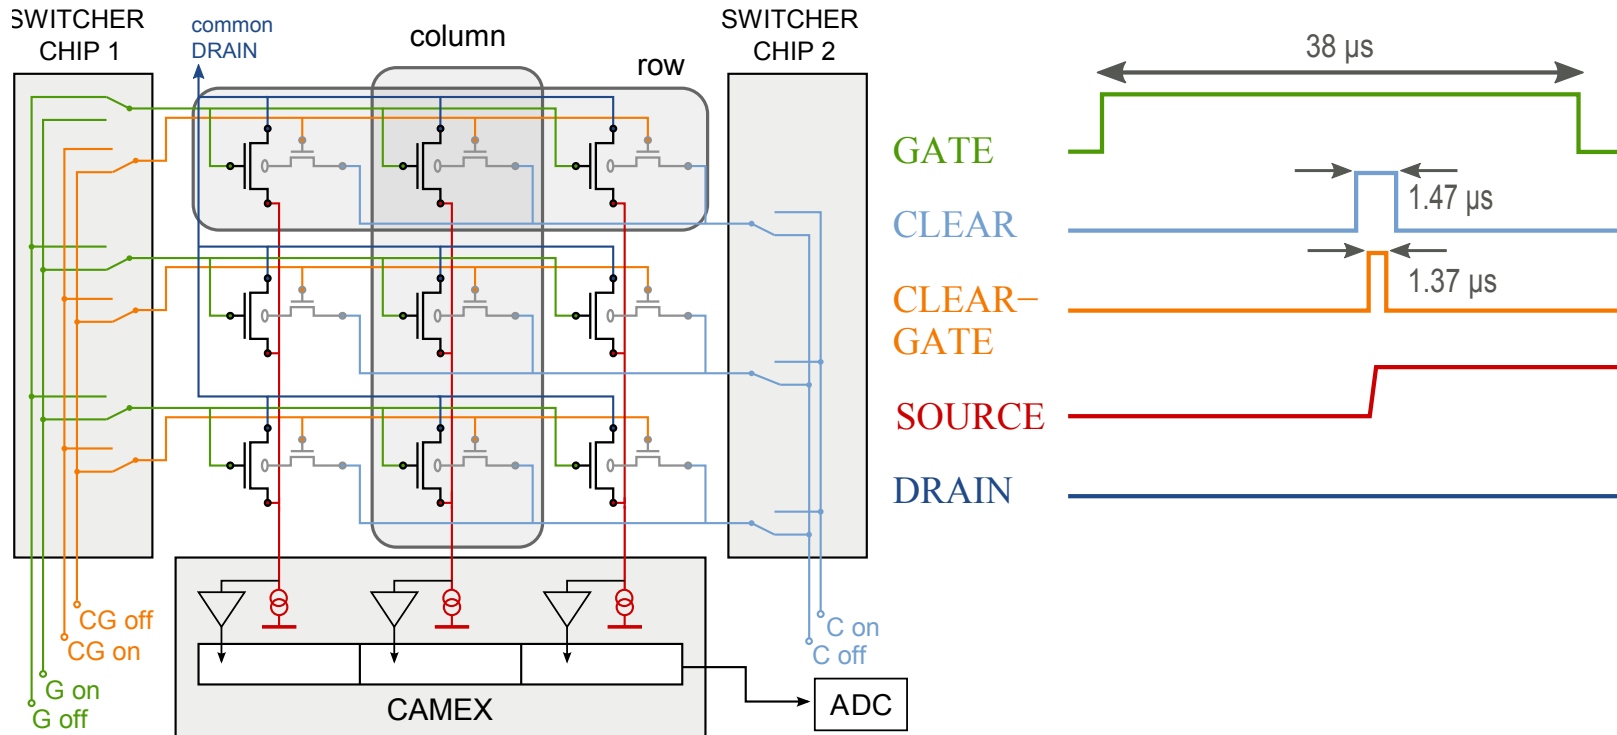 SWITCHER
CHIP 1
common
DRAIN
column
row
SWITCHER
CHIP 2
CG off
CG on
G on
G off
C on
C off
CAMEX
ADC
38 µs
GATE
CLEAR
1.47 µs
CLEAR–
GATE
1.37 µs
SOURCE
DRAIN